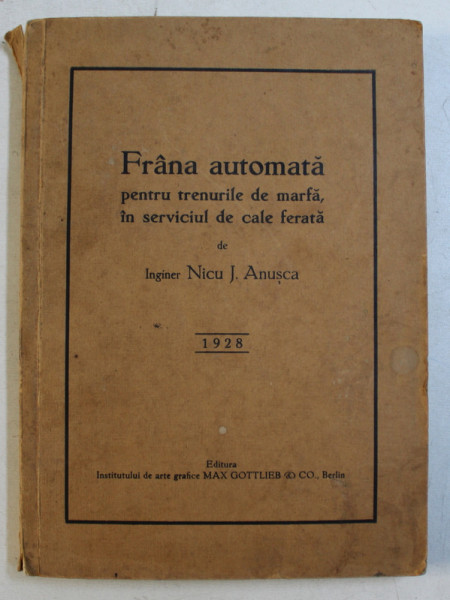 Frâna automată
pentru trenurile de marfă,
în serviciul de cale ferată
de
Inginer Nicu J. Anușca
1928
Editura
Institutului de arte grafice MAX GOTTLIEB & CO., Berlin